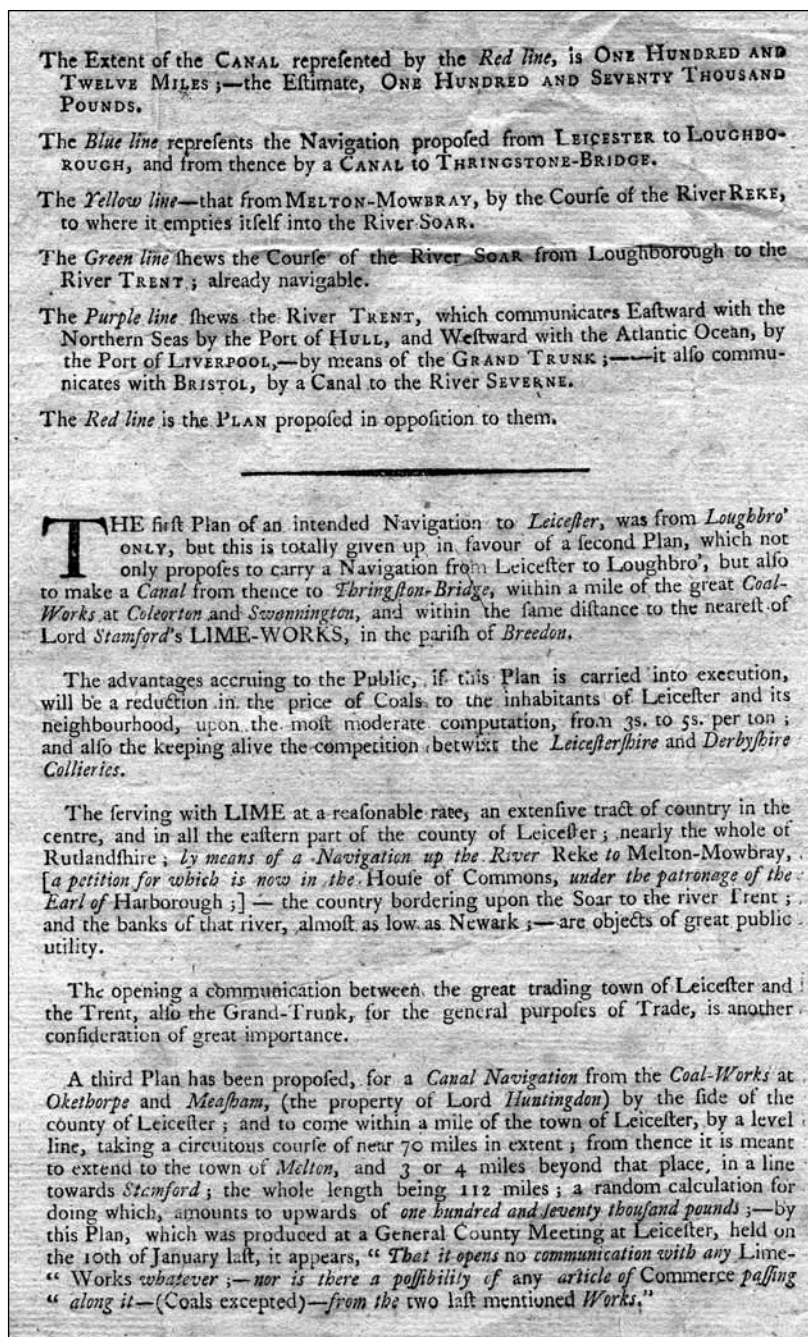 The Extent of the CANAL repreſented by the Red line, is ONE HUNDRED AND
TWELVE MILES;—the Eſtimate, ONE HUNDRED AND SEVENTY THOUSAND
POUNDS.
The Blue line repreſents the Navigation propoſed from LEICESTER to LOUGHBO-
ROUGH, and from thence by a CANAL to THRINGSTONE-BRIDGE.
The Yellow line—that from MELTON-MOWBRAY, by the Courſe of the River REKE,
to where it empties itſelf into the River SOAR.
The Green line ſhews the Courſe of the River SOAR from Loughborough to the
River TRENT; already navigable.
The Purple line ſhews the River TRENT, which communicates Eaſtward with the
Northern Seas by the Port of HULL, and Weſtward with the Atlantic Ocean, by
the Port of LIVERPOOL,—by means of the GRAND TRUNK;——it alſo commu-
nicates with BRISTOL, by a Canal to the River SEVERNE.
The Red line is the PLAN propoſed in oppoſition to them.
THE firſt Plan of an intended Navigation to Leiceſter, was from Loughbro'
ONLY, but this is totally given up in favour of a ſecond Plan, which not
only propoſes to carry a Navigation from Leiceſter to Loughbro', but alſo
to make a Canal from thence to Thringſton-Bridge, within a mile of the great Coal-
Works at Coleorton and Swannington, and within the ſame diſtance to the neareſt of
Lord Stamford's LIME-WORKS, in the pariſh of Breedon.
The advantages accruing to the Public, if this Plan is carried into execution,
will be a reduction in the price of Coals to the inhabitants of Leiceſter and its
neighbourhood, upon the moſt moderate computation, from 3s. to 5s. per ton;
and alſo the keeping alive the competition betwixt the Leiceſterſhire and Derbyſhire
Collieries.
The ſerving with LIME at a reaſonable rate, an extenſive tract of country in the
centre, and in all the eaſtern part of the county of Leiceſter; nearly the whole of
Rutlandſhire; by means of a Navigation up the River Reke to Melton-Mowbray,
[a petition for which is now in the Houſe of Commons, under the patronage of the
Earl of Harborough;] — the country bordering upon the Soar to the river Trent;
and the banks of that river, almoſt as low as Newark;—are objects of great public
utility.
The opening a communication between the great trading town of Leiceſter and
the Trent, alſo the Grand-Trunk, for the general purpoſes of Trade, is another
conſideration of great importance.
A third Plan has been propoſed, for a Canal Navigation from the Coal-Works at
Okethorpe and Meaſham, (the property of Lord Huntingdon) by the ſide of the
county of Leiceſter; and to come within a mile of the town of Leiceſter, by a level
line, taking a circuitous courſe of near 70 miles in extent; from thence it is meant
to extend to the town of Melton, and 3 or 4 miles beyond that place, in a line
towards Stamford; the whole length being 112 miles; a random calculation for
doing which, amounts to upwards of one hundred and ſeventy thouſand pounds;—by
this Plan, which was produced at a General County Meeting at Leiceſter, held on
the 10th of January laſt, it appears, " That it opens no communication with any Lime-
" Works whatever;—nor is there a poſſibility of any article of Commerce paſſing
" along it—(Coals excepted)—from the two laſt mentioned Works."